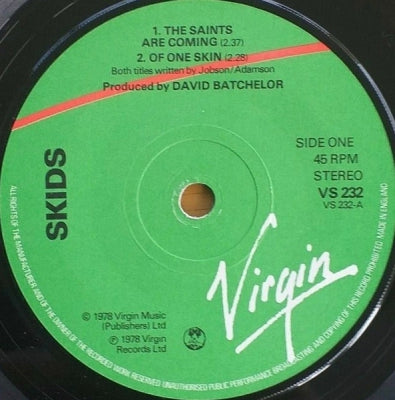 1. THE SAINTS
ARE COMING (2.37)
2. OF ONE SKIN (2.28)
Both titles written by Jobson/Adamson
Produced by DAVID BATCHELOR
SKIDS
SIDE ONE
45 RPM
STEREO
VS 232
VS 232-A
Virgin
© 1978 Virgin Music
(Publishers) Ltd
℗ 1978 Virgin
Records Ltd
ALL RIGHTS OF THE MANUFACTURER AND OF THE OWNER OF THE RECORDED WORK RESERVED UNAUTHORISED PUBLIC PERFORMANCE BROADCASTING AND COPYING OF THIS RECORD PROHIBITED MADE IN ENGLAND